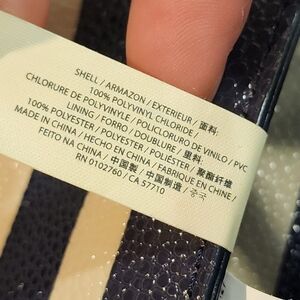 SHELL / ARMAZON / EXTERIEUR / 面料:
100% POLYVINYL CHLORIDE /
CHLORURE DE POLYVINYLE / POLICLORURO DE VINILO / PVC
LINING / FORRO / DOUBLURE / 里料:
100% POLYESTER / POLYESTER / POLIÉSTER / 聚酯纤维
MADE IN CHINA / HECHO EN CHINA / FABRIQUE EN CHINE /
FEITO NA CHINA / 中国製 / 中国制造 / 중국
RN 0102760 / CA 57710